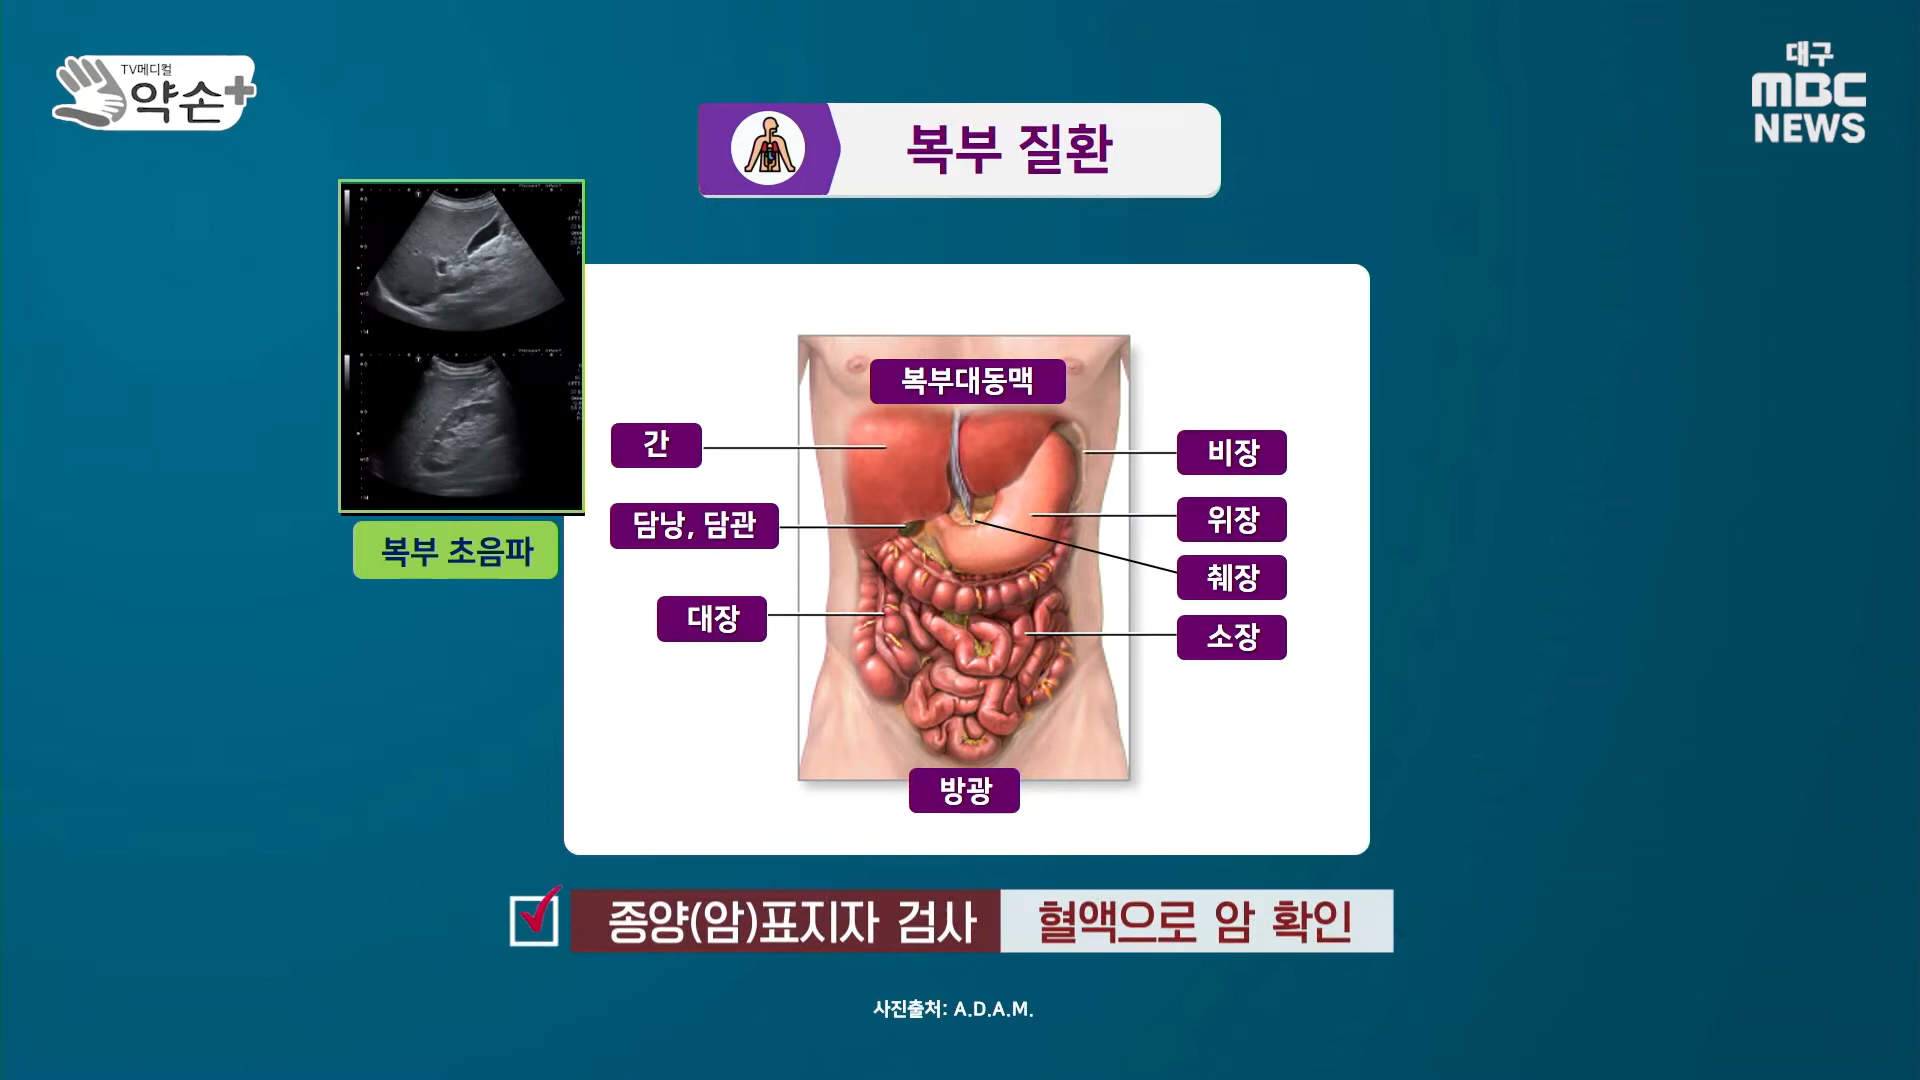 TV메디컬
약손+
대구
MBC
NEWS
복부 질환
복부 초음파
복부대동맥
간
담낭, 담관
대장
비장
위장
췌장
소장
방광
종양(암)표지자 검사 혈액으로 암 확인
사진출처: A.D.A.M.